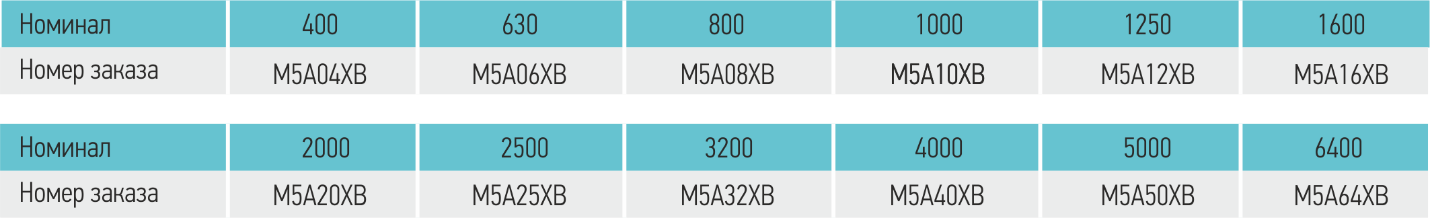 Номинал 400 630 800 1000 1250 1600
Номер заказа M5A04XB M5A06XB M5A08XB M5A10XB M5A12XB M5A16XB
Номинал 2000 2500 3200 4000 5000 6400
Номер заказа M5A20XB M5A25XB M5A32XB M5A40XB M5A50XB M5A64XB